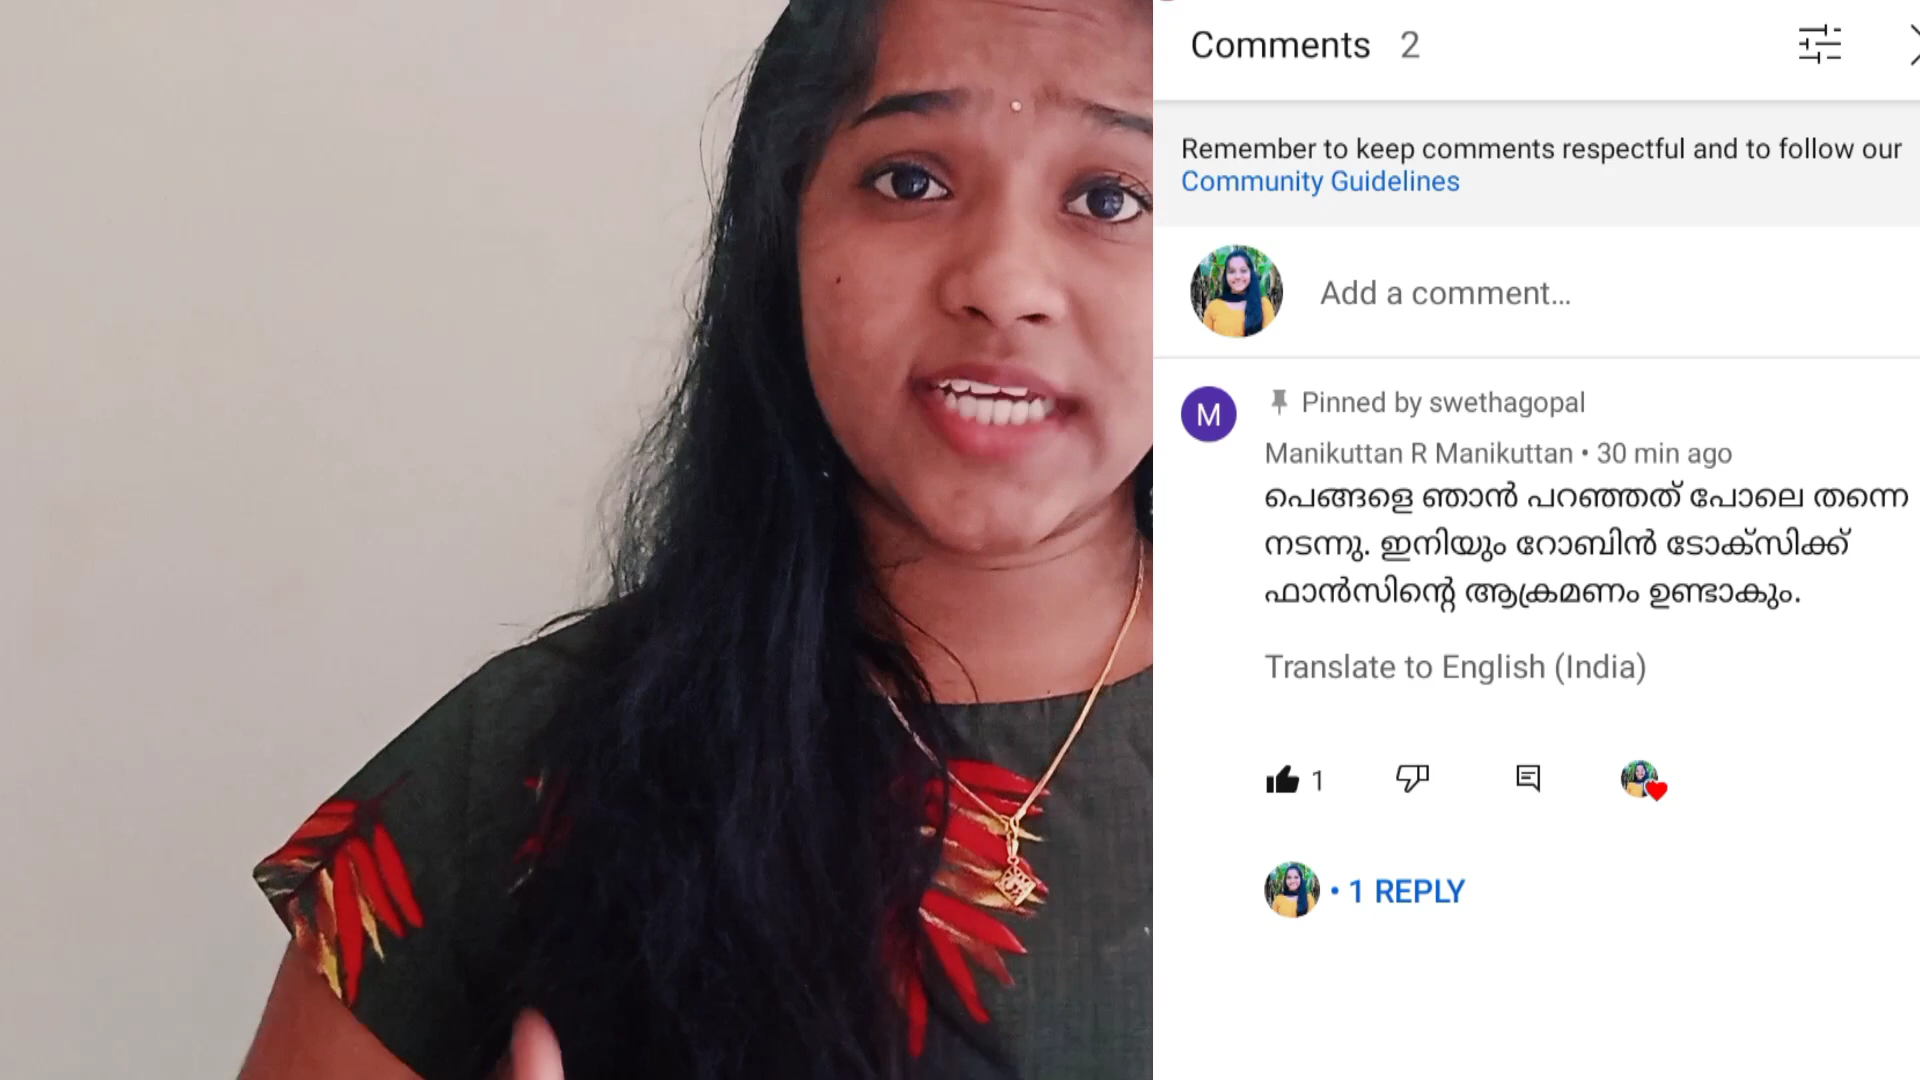 Comments 2
Remember to keep comments respectful and to follow our
Community Guidelines
Add a comment...
M
Pinned by swethagopal
Manikuttan R Manikuttan • 30 min ago
പെങ്ങളെ ഞാൻ പറഞ്ഞത് പോലെ തന്നെ
നടന്നു. ഇനിയും റോബിൻ ടോക്സിക്ക്
ഫാൻസിന്റെ ആക്രമണം ഉണ്ടാകും.
Translate to English (India)
1
• 1 REPLY